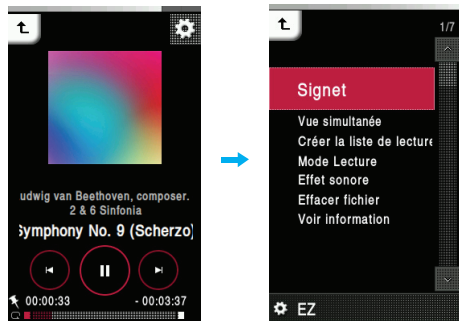 udwig van Beethoven, composer.
2 & 6 Sinfonia
Symphony No. 9 (Scherzo)
00:00:33
- 00:03:37
1/7
Signet
Vue simultanée
Créer la liste de lecture
Mode Lecture
Effet sonore
Effacer fichier
Voir information
EZ